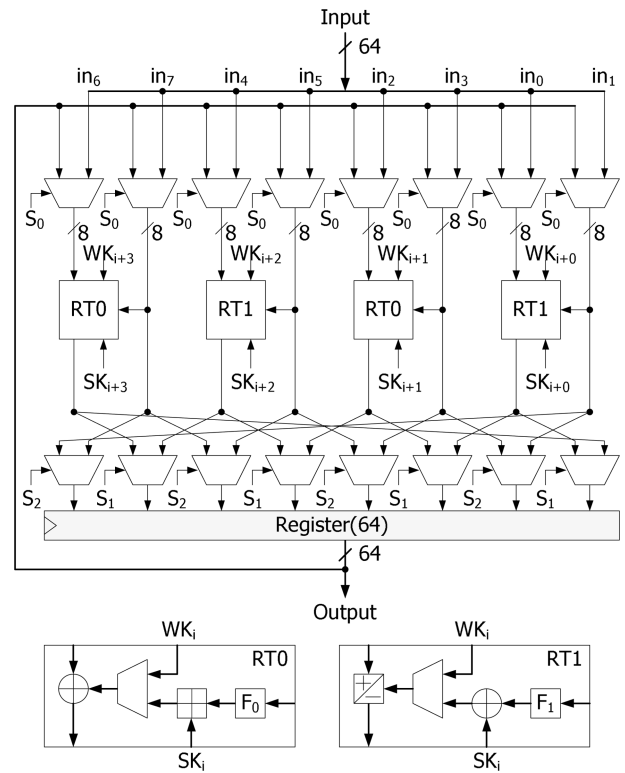 Input
64
in₆ in₇ in₄ in₅ in₂ in₃ in₀ in₁
S₀ S₀ S₀ S₀ S₀ S₀ S₀ S₀
8 8 8 8 8 8 8 8
WKᵢ₊₃ WKᵢ₊₂ WKᵢ₊₁ WKᵢ₊₀
RT0 RT1 RT0 RT1
SKᵢ₊₃ SKᵢ₊₂ SKᵢ₊₁ SKᵢ₊₀
S₂ S₁ S₂ S₁ S₂ S₁ S₂ S₁
Register(64)
64
Output
WKᵢ WKᵢ
RT0 RT1
F₀ F₁
SKᵢ SKᵢ